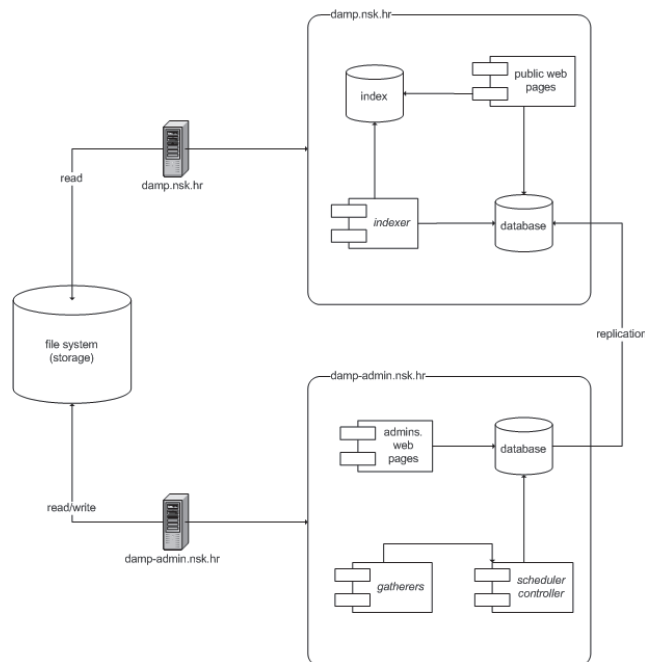 damp.nsk.hr
public web
pages
index
damp.nsk.hr
read
indexer
database
file system
(storage)
replication
damp-admin.nsk.hr
admins.
web
pages
database
read/write
damp-admin.nsk.hr
gatherers
scheduler
controller